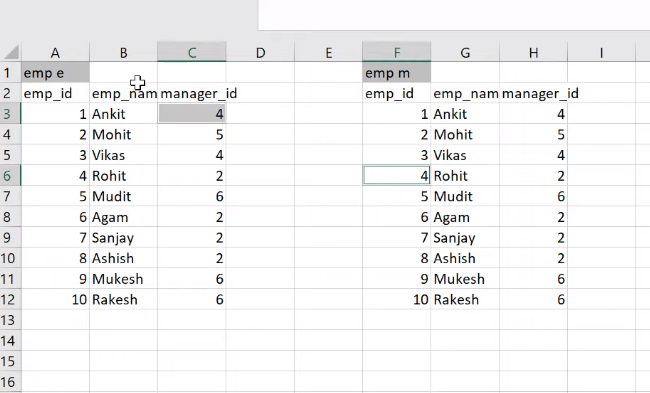 A B C D E F G H I
1 emp e emp m
2 emp_id emp_nam manager_id emp_id emp_nam manager_id
3 1 Ankit 4 1 Ankit 4
4 2 Mohit 5 2 Mohit 5
5 3 Vikas 4 3 Vikas 4
6 4 Rohit 2 4 Rohit 2
7 5 Mudit 6 5 Mudit 6
8 6 Agam 2 6 Agam 2
9 7 Sanjay 2 7 Sanjay 2
10 8 Ashish 2 8 Ashish 2
11 9 Mukesh 6 9 Mukesh 6
12 10 Rakesh 6 10 Rakesh 6
13
14
15
16